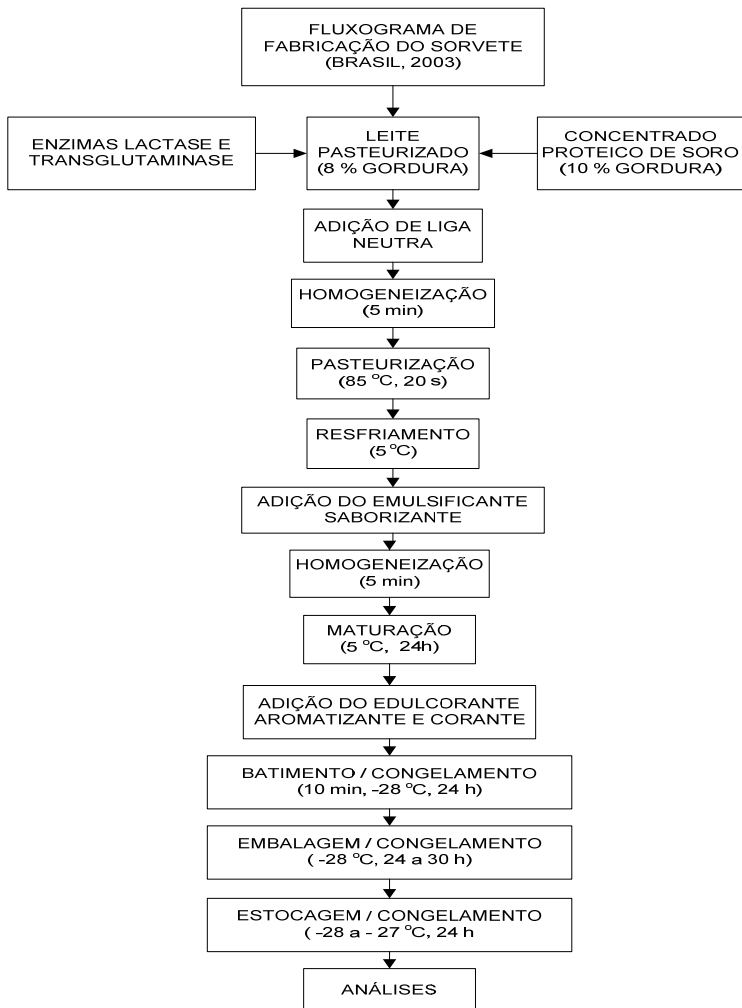 FLUXOGRAMA DE
FABRICAÇÃO DO SORVETE
(BRASIL, 2003)
ENZIMAS LACTASE E
TRANSGLUTAMINASE
LEITE
PASTEURIZADO
(8 % GORDURA)
CONCENTRADO
PROTEICO DE SORO
(10 % GORDURA)
ADIÇÃO DE LIGA
NEUTRA
HOMOGENEIZAÇÃO
(5 min)
PASTEURIZAÇÃO
(85 °C, 20 s)
RESFRIAMENTO
(5 °C)
ADIÇÃO DO EMULSIFICANTE
SABORIZANTE
HOMOGENEIZAÇÃO
(5 min)
MATURAÇÃO
(5 °C, 24h)
ADIÇÃO DO EDULCORANTE
AROMATIZANTE E CORANTE
BATIMENTO / CONGELAMENTO
(10 min, -28 °C, 24 h)
EMBALAGEM / CONGELAMENTO
( -28 °C, 24 a 30 h)
ESTOCAGEM / CONGELAMENTO
( -28 a - 27 °C, 24 h
ANÁLISES